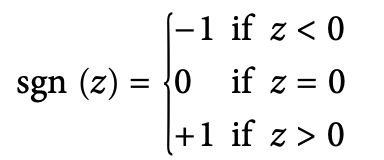 −1 if z < 0
sgn (z) = { 0 if z = 0
+1 if z > 0